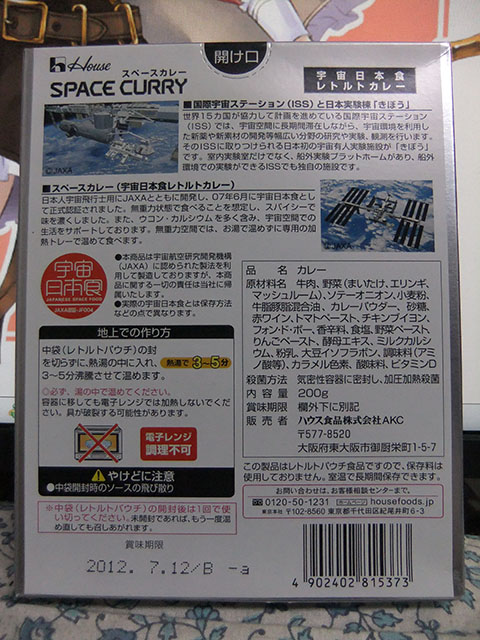 開け口
House
スペースカレー
SPACE CURRY
宇宙日本食
レトルトカレー
■国際宇宙ステーション(ISS)と日本実験棟「きぼう」
世界15カ国が協力して計画を進めている国際宇宙ステーション
(ISS)では、宇宙空間に長期間滞在しながら、宇宙環境を利用し
た新薬や新素材の開発等幅広い分野の研究や実験、観測を行います。
そのISSに取りつけられる日本初の宇宙有人実験施設が「きぼう」
です。室内実験室だけでなく、船外実験プラットホームがあり、船外
環境での実験ができるISSでも独自の施設です。
©JAXA
■スペースカレー(宇宙日本食レトルトカレー)
日本人宇宙飛行士用にJAXAとともに開発し、07年6月に宇宙日本食と
して正式認証されました。無重力状態で食べることを想定し、スパイシーで
味を濃くしました。また、ウコン・カルシウムを多く含み、宇宙空間での
生活をサポートしております。無重力空間では、お湯で温めずに専用の加
熱トレーで温めて食べます。
©JAXA
宇宙
日本食
JAPANESE SPACE FOOD
JAXA認証-JF004
●本商品は宇宙航空研究開発機構
(JAXA)に認められた製法を利
用して製造しておりますが、本商
品に関する一切の責任は当社に帰
属いたします。
●実際の宇宙日本食とは保存方法
などの点で異なります。
地上での作り方
中袋(レトルトパウチ)の封
を切らずに、熱湯の中に入れ、
3〜5分沸騰させて温めます。
熱湯で3〜5分
◎必ず、湯の中で温めてください。
容器に移しても電子レンジでは加熱しないでくださ
い。具が破裂する可能性があります。
電子レンジ
調理不可
やけどに注意
●中袋開封時のソースの飛び散り
※中袋(レトルトパウチ)の開封後は1回で使
い切ってください。未開封であれば、もう一度温
め直しても召しあがれます。
賞味期限
2012. 7.12/B -a
品名 カレー
原材料名 牛肉、野菜(まいたけ、エリンギ、
マッシュルーム)、ソテーオニオン、小麦粉、
牛脂豚脂混合油、カレーパウダー、砂糖、
赤ワイン、トマトペースト、チキンブイヨン、
フォン・ド・ボー、香辛料、食塩、野菜ペースト、
りんごペースト、酵母エキス、ミルクカルシ
ウム、粉乳、大豆イソフラボン、調味料(アミ
ノ酸等)、カラメル色素、酸味料、ビタミンD
殺菌方法 気密性容器に密封し、加圧加熱殺菌
内容量 200g
賞味期限 欄外下に別記
販売者 ハウス食品株式会社AKC
〒577-8520
大阪府東大阪市御厨栄町1-5-7
この製品はレトルトパウチ食品ですので、保存料は
使用しておりません。室温で長期間保存できます。
お問い合わせは、お客様相談センターまで。
0120-50-1231 ホームページ housefoods.jp
東京本社 〒102-8560 東京都千代田区紀尾井町6-3
4902402815373